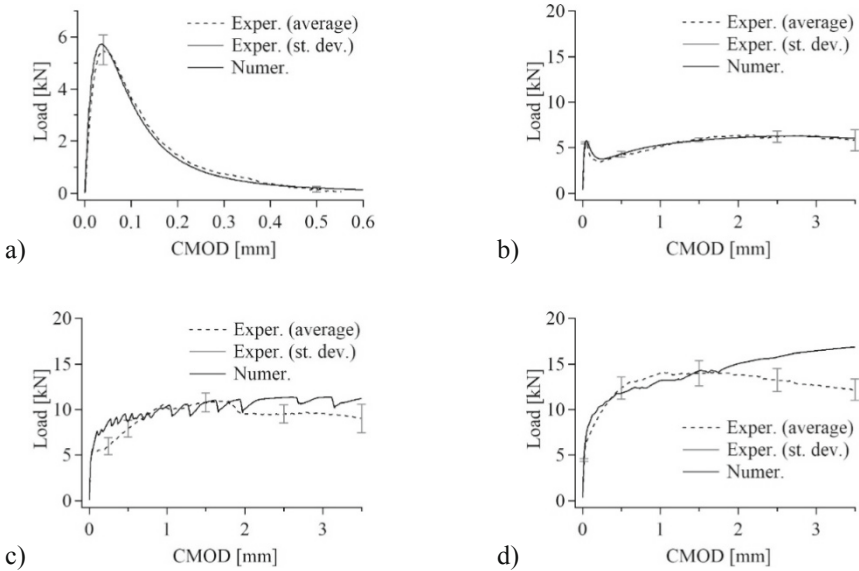 Exper. (average)
Exper. (st. dev.)
Numer.
Load [kN]
6
4
2
0
0.0 0.1 0.2 0.3 0.4 0.5 0.6
CMOD [mm]
a)
Exper. (average)
Exper. (st. dev.)
Numer.
Load [kN]
20
15
10
5
0
0 1 2 3
CMOD [mm]
b)
Exper. (average)
Exper. (st. dev.)
Numer.
Load [kN]
20
15
10
5
0
0 1 2 3
CMOD [mm]
c)
Exper. (average)
Exper. (st. dev.)
Numer.
Load [kN]
20
15
10
5
0
0 1 2 3
CMOD [mm]
d)